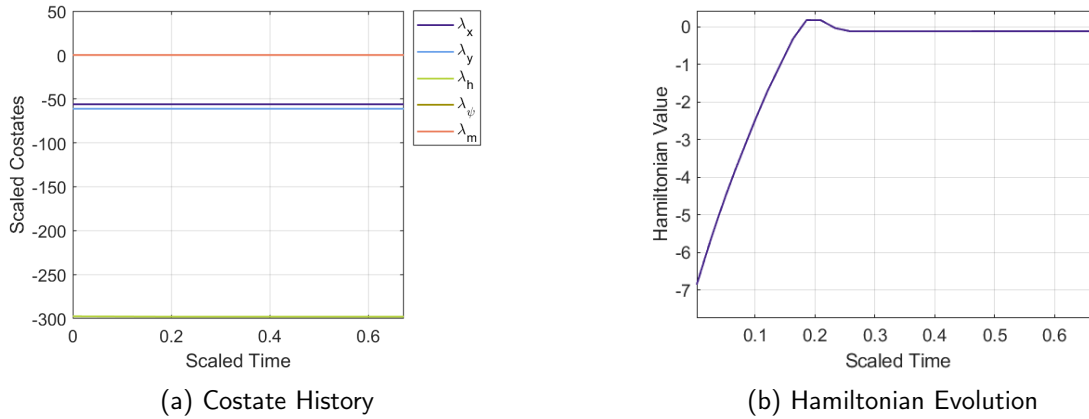 50
0
-50
-100
-150
-200
-250
-300
0
0.2
0.4
0.6
Scaled Costates
Scaled Time
λx
λy
λh
λψ
λm
(a) Costate History
0
-1
-2
-3
-4
-5
-6
-7
0.1
0.2
0.3
0.4
0.5
0.6
Hamiltonian Value
Scaled Time
(b) Hamiltonian Evolution